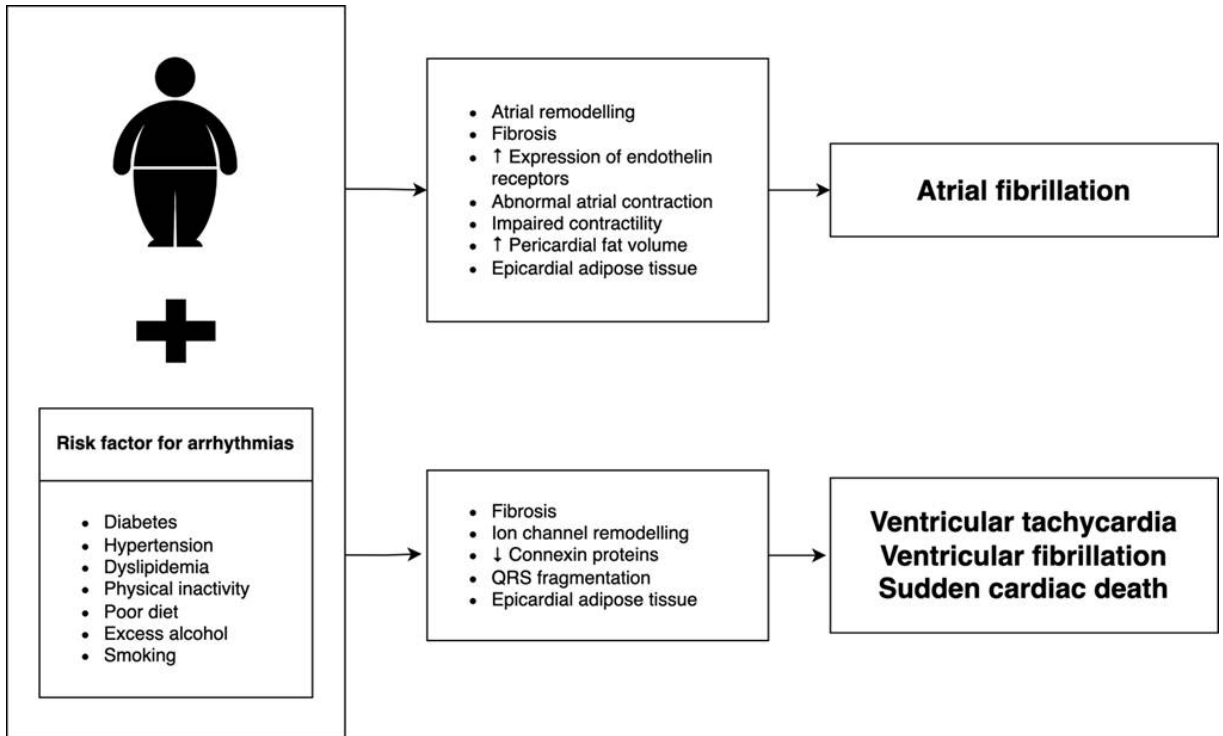 Risk factor for arrhythmias
• Diabetes
• Hypertension
• Dyslipidemia
• Physical inactivity
• Poor diet
• Excess alcohol
• Smoking
• Atrial remodelling
• Fibrosis
• ↑ Expression of endothelin
receptors
• Abnormal atrial contraction
• Impaired contractility
• ↑ Pericardial fat volume
• Epicardial adipose tissue
Atrial fibrillation
• Fibrosis
• Ion channel remodelling
• ↓ Connexin proteins
• QRS fragmentation
• Epicardial adipose tissue
Ventricular tachycardia
Ventricular fibrillation
Sudden cardiac death